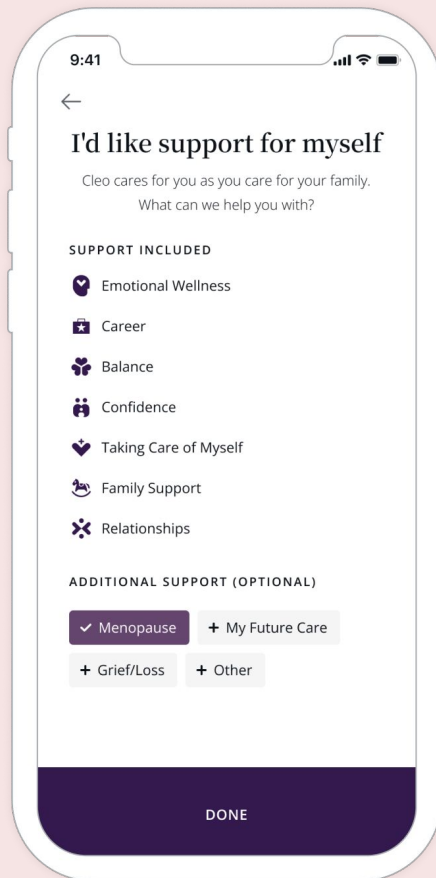 9:41
I'd like support for myself
Cleo cares for you as you care for your family.
What can we help you with?
SUPPORT INCLUDED
Emotional Wellness
Career
Balance
Confidence
Taking Care of Myself
Family Support
Relationships
ADDITIONAL SUPPORT (OPTIONAL)
✓ Menopause + My Future Care
+ Grief/Loss + Other
DONE